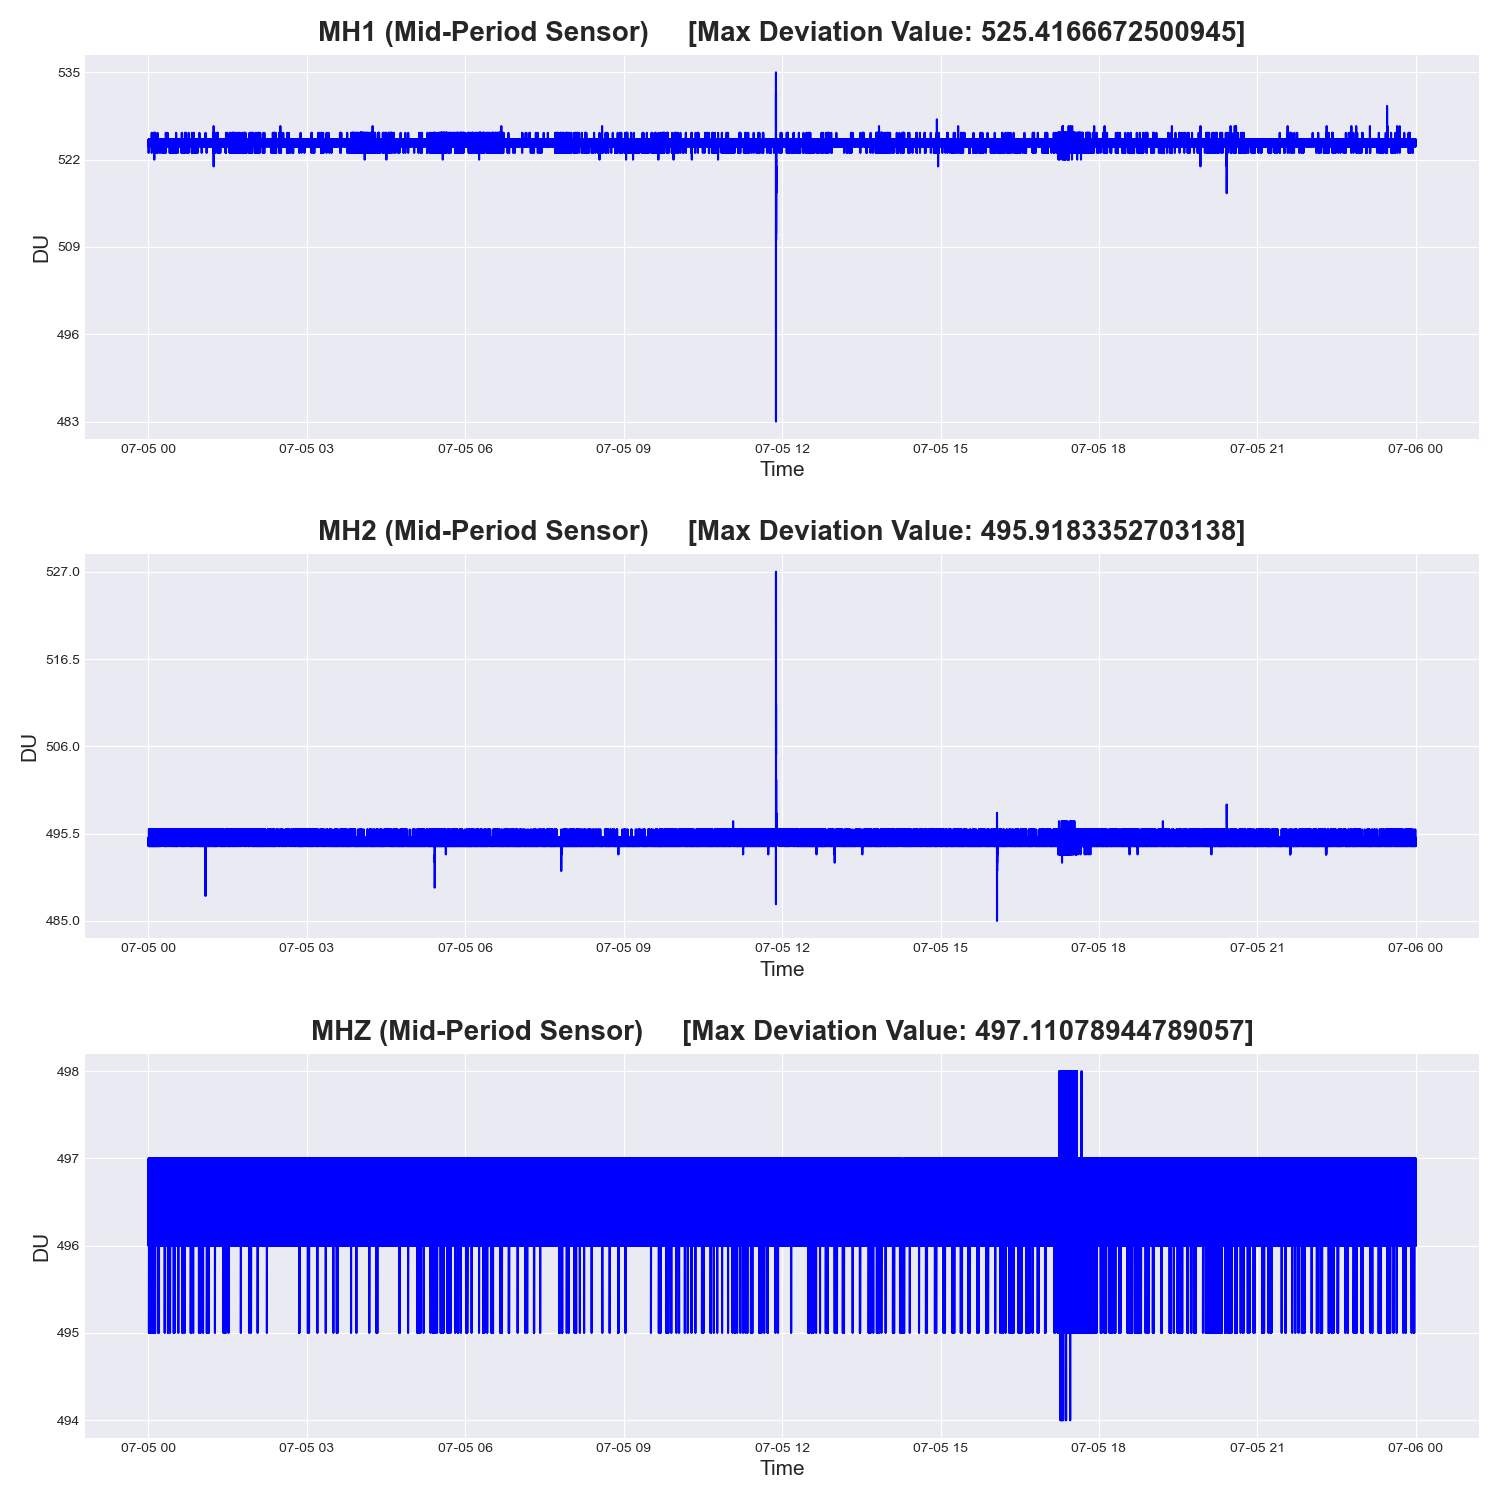 MH1 (Mid-Period Sensor) [Max Deviation Value: 525.4166672500945]
535
522
509
496
483
DU
07-05 00 07-05 03 07-05 06 07-05 09 07-05 12 07-05 15 07-05 18 07-05 21 07-06 00
Time
MH2 (Mid-Period Sensor) [Max Deviation Value: 495.9183352703138]
527.0
516.5
506.0
495.5
485.0
DU
07-05 00 07-05 03 07-05 06 07-05 09 07-05 12 07-05 15 07-05 18 07-05 21 07-06 00
Time
MHZ (Mid-Period Sensor) [Max Deviation Value: 497.11078944789057]
498
497
496
495
494
DU
07-05 00 07-05 03 07-05 06 07-05 09 07-05 12 07-05 15 07-05 18 07-05 21 07-06 00
Time